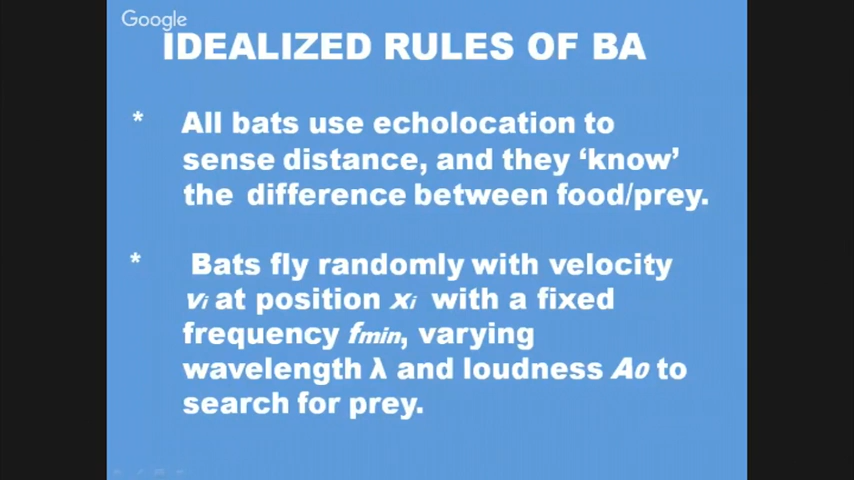 Google
IDEALIZED RULES OF BA
* All bats use echolocation to
sense distance, and they ‘know’
the difference between food/prey.
* Bats fly randomly with velocity
vi at position xi with a fixed
frequency fmin, varying
wavelength λ and loudness A0 to
search for prey.